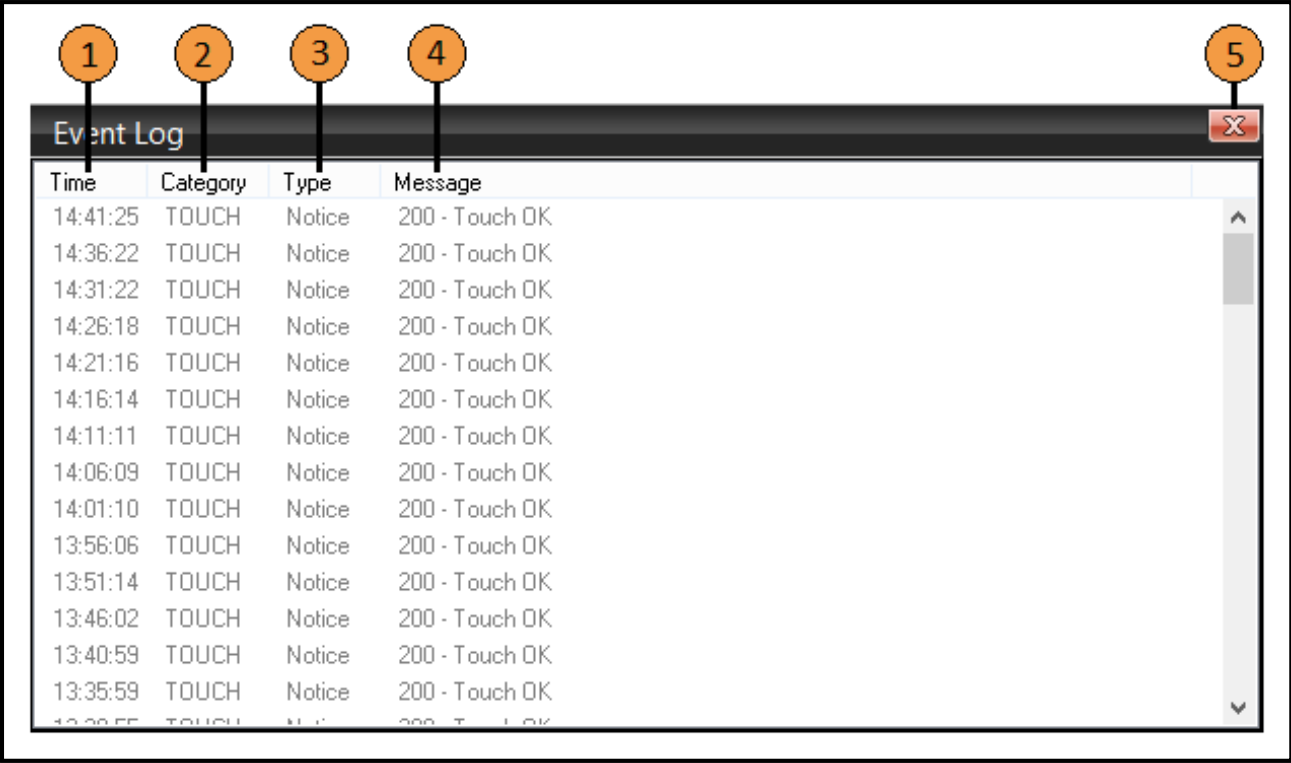 1 2 3 4 5
Event Log
Time Category Type Message
14:41:25 TOUCH Notice 200 - Touch OK
14:36:22 TOUCH Notice 200 - Touch OK
14:31:22 TOUCH Notice 200 - Touch OK
14:26:18 TOUCH Notice 200 - Touch OK
14:21:16 TOUCH Notice 200 - Touch OK
14:16:14 TOUCH Notice 200 - Touch OK
14:11:11 TOUCH Notice 200 - Touch OK
14:06:09 TOUCH Notice 200 - Touch OK
14:01:10 TOUCH Notice 200 - Touch OK
13:56:06 TOUCH Notice 200 - Touch OK
13:51:14 TOUCH Notice 200 - Touch OK
13:46:02 TOUCH Notice 200 - Touch OK
13:40:59 TOUCH Notice 200 - Touch OK
13:35:59 TOUCH Notice 200 - Touch OK